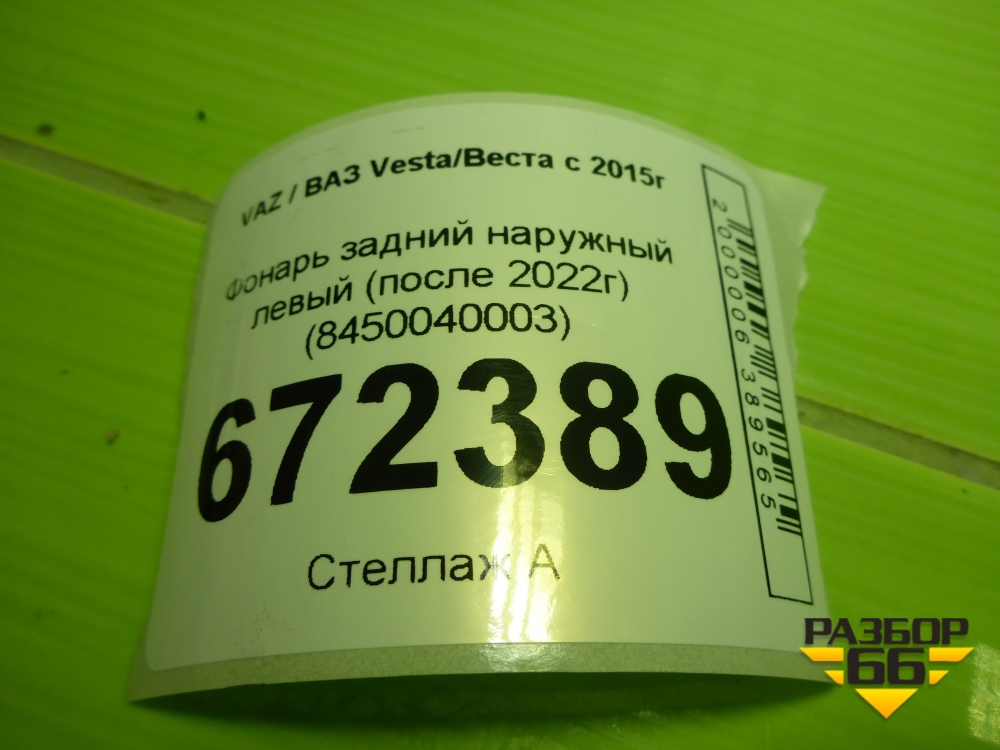 VAZ / ВАЗ Vesta/Веста с 2015г
Фонарь задний наружный
левый (после 2022г)
(8450040003)
672389
Стеллаж А
2000006389565
РАЗБОР
66